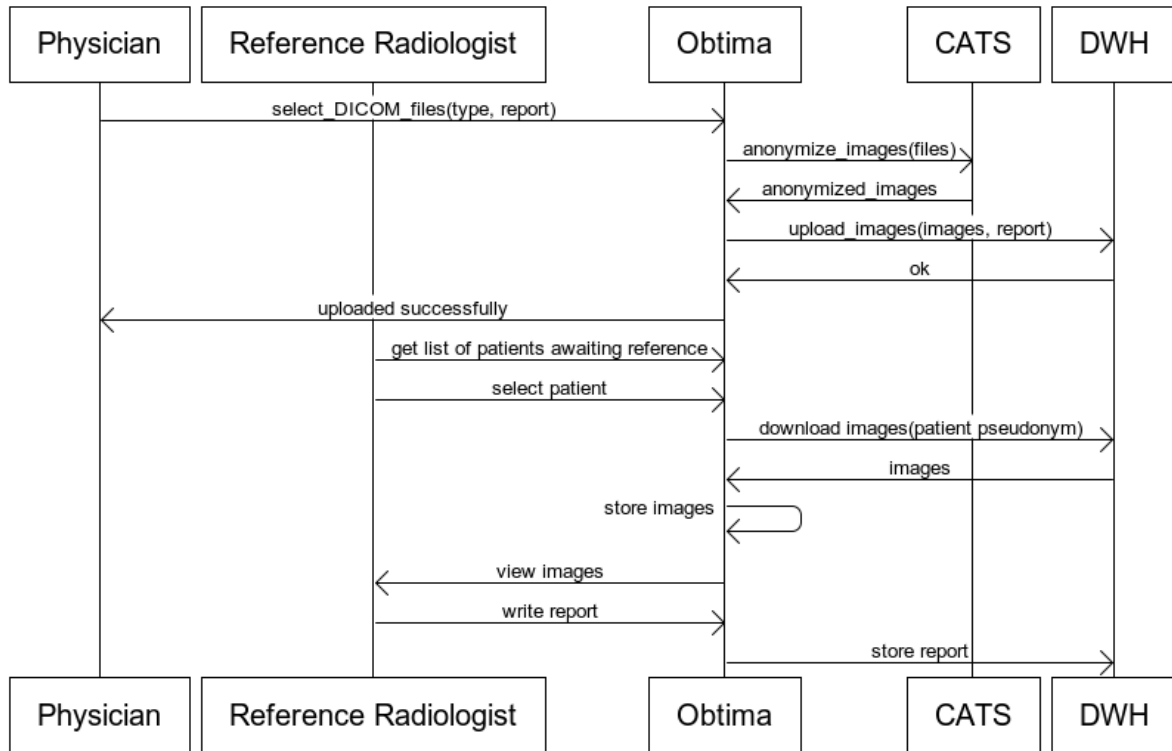 Physician
Reference Radiologist
Obtima
CATS
DWH
select_DICOM_files(type, report)
anonymize_images(files)
anonymized_images
upload_images(images, report)
ok
uploaded successfully
get list of patients awaiting reference
select patient
download images(patient pseudonym)
images
store images
view images
write report
store report
Physician
Reference Radiologist
Obtima
CATS
DWH